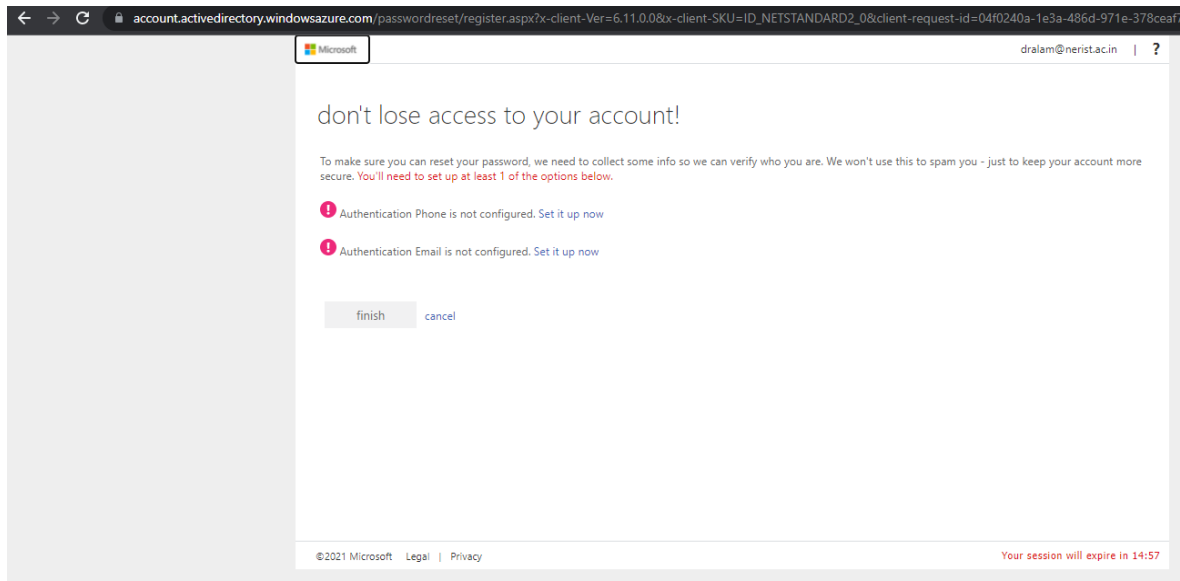 account.activedirectory.windowsazure.com/passwordreset/register.aspx?x-client-Ver=6.11.0.0&x-client-SKU=ID_NETSTANDARD2_0&client-request-id=04f0240a-1e3a-486d-971e-378ceaf7
Microsoft
dralam@nerist.ac.in | ?
don't lose access to your account!
To make sure you can reset your password, we need to collect some info so we can verify who you are. We won't use this to spam you - just to keep your account more
secure. You'll need to set up at least 1 of the options below.
! Authentication Phone is not configured. Set it up now
! Authentication Email is not configured. Set it up now
finish cancel
©2021 Microsoft Legal | Privacy
Your session will expire in 14:57